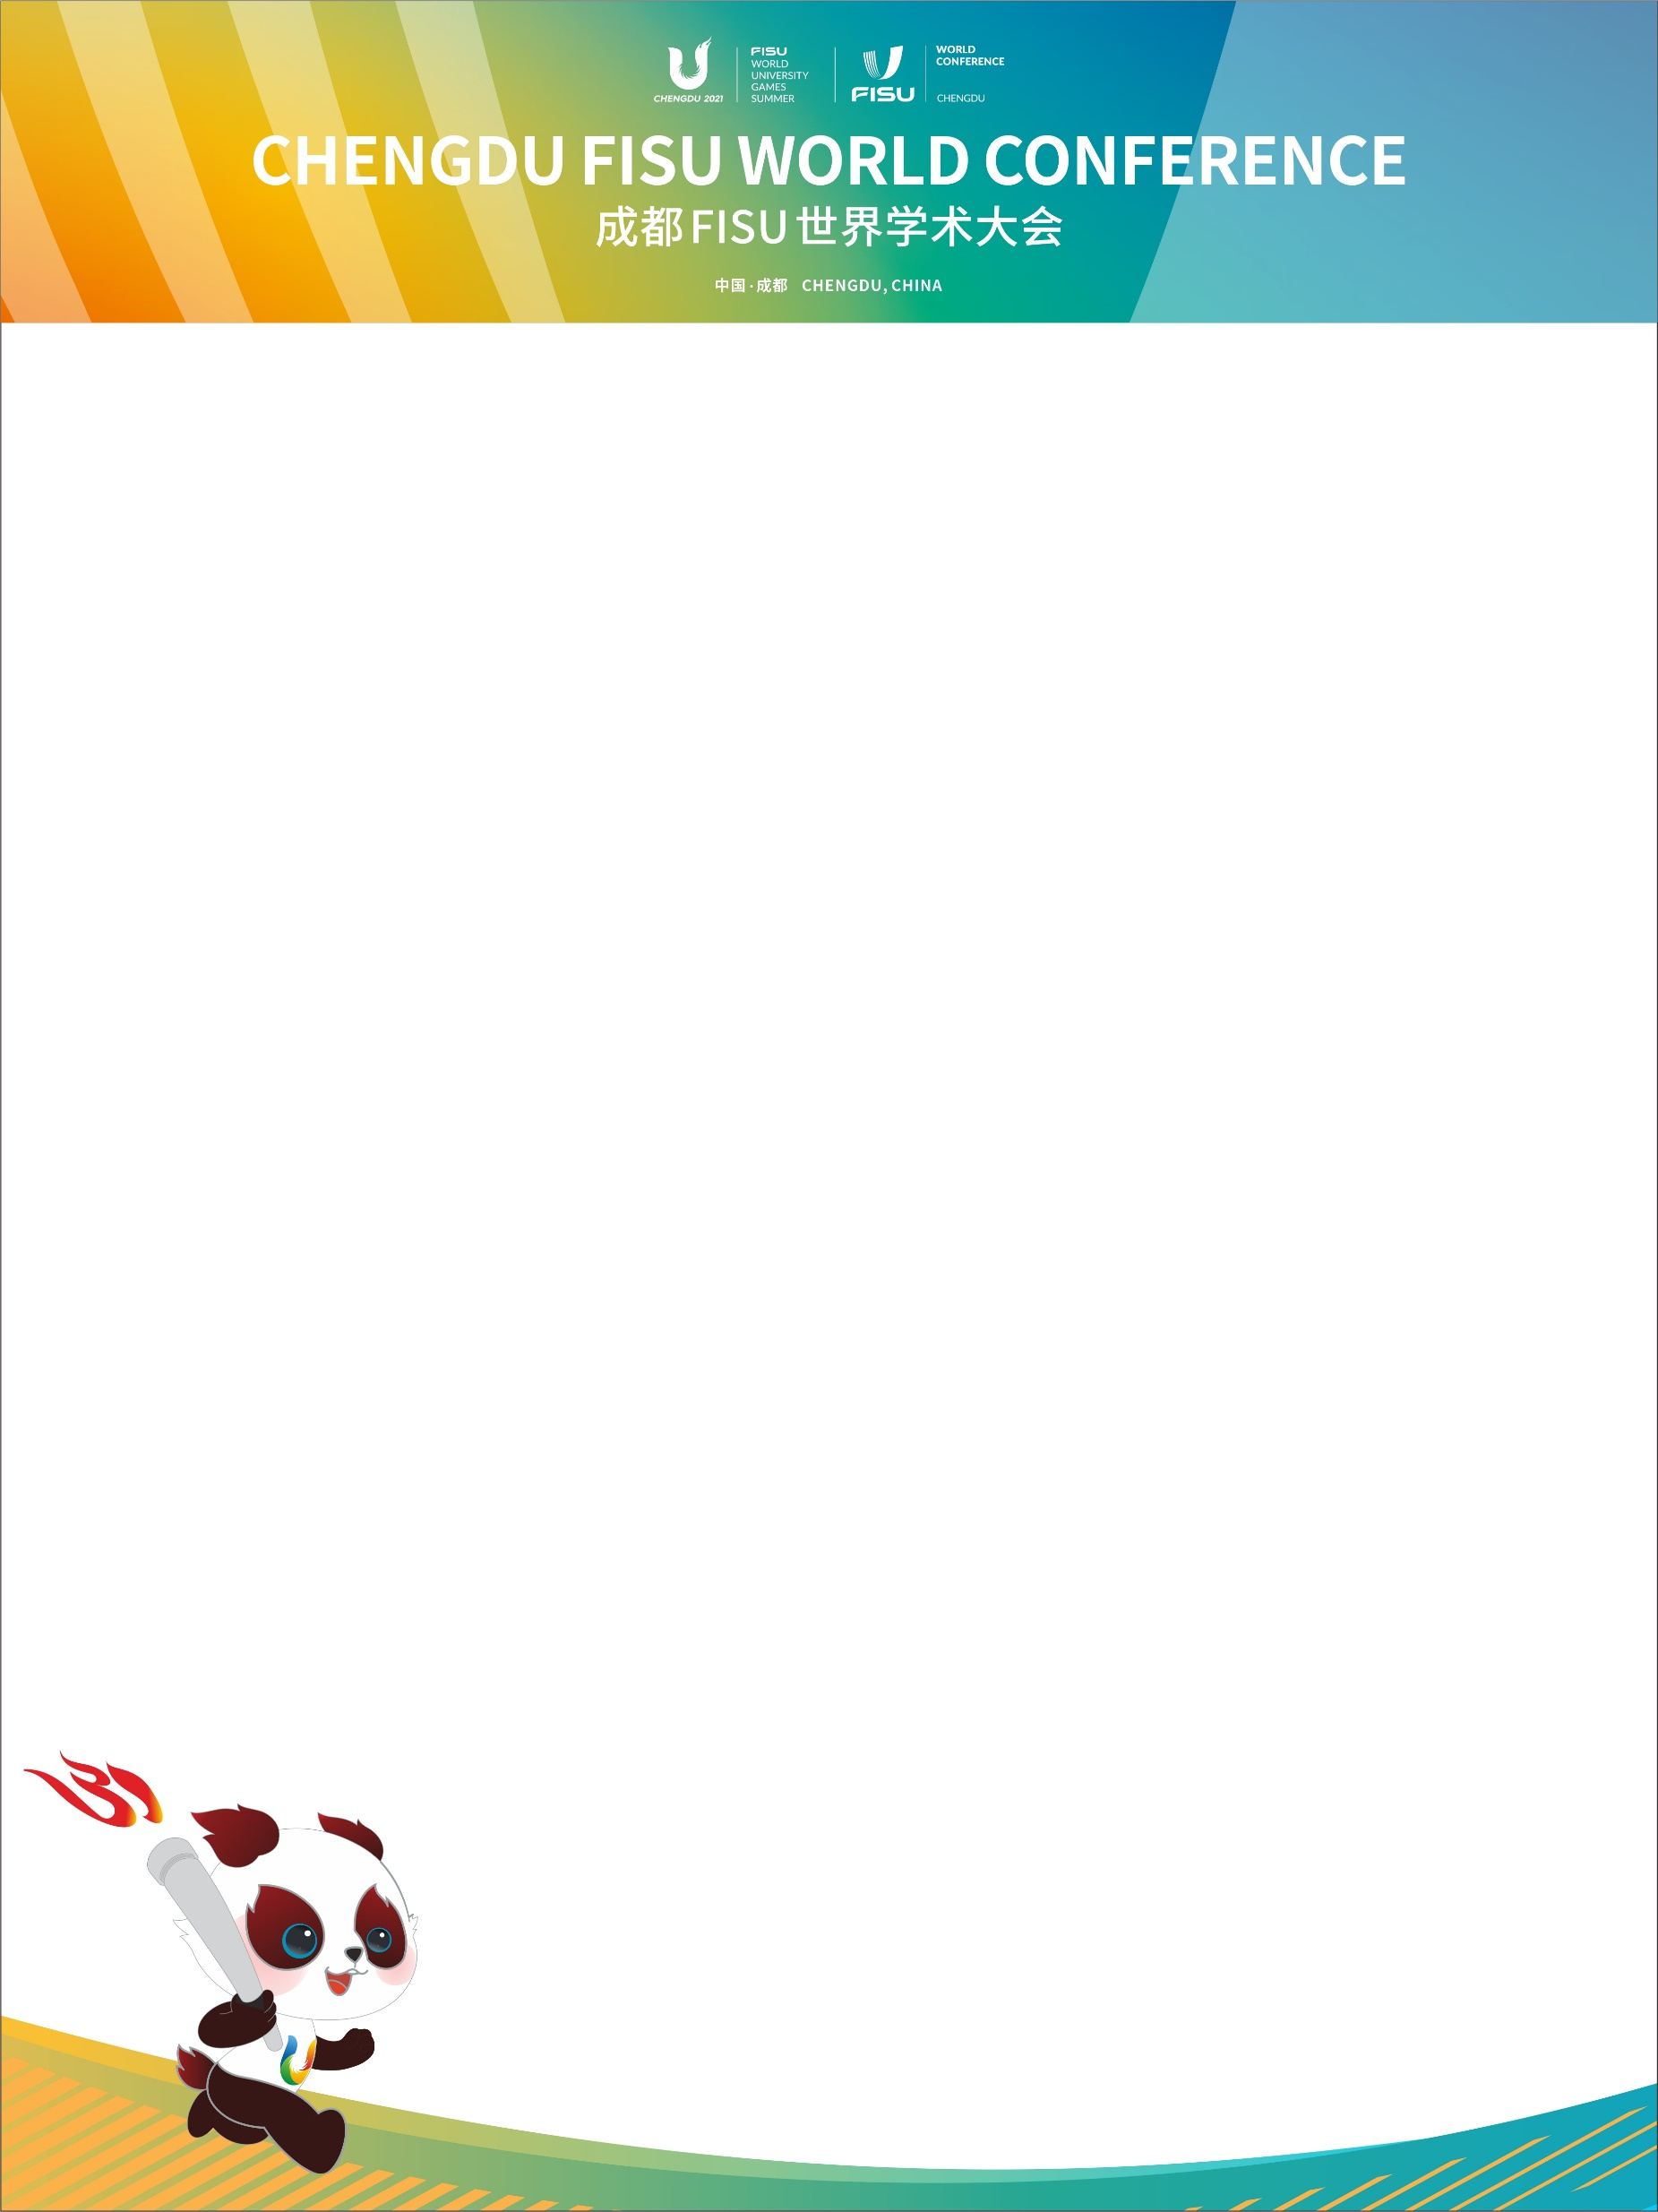 CHENGDU 2021
FISU
WORLD
UNIVERSITY
GAMES
SUMMER
FISU
WORLD
CONFERENCE
CHENGDU
CHENGDU FISU WORLD CONFERENCE
成都FISU世界学术大会
中国·成都 CHENGDU, CHINA